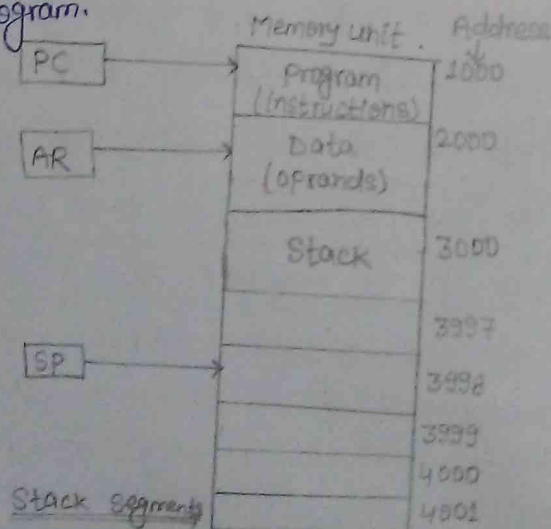 ogram.
Memory unit. Address
PC
Program
(Instructions)
1000
AR
Data
(oprands)
2000
Stack
3000
3997
SP
3998
3999
4000
Stack Segments
4001